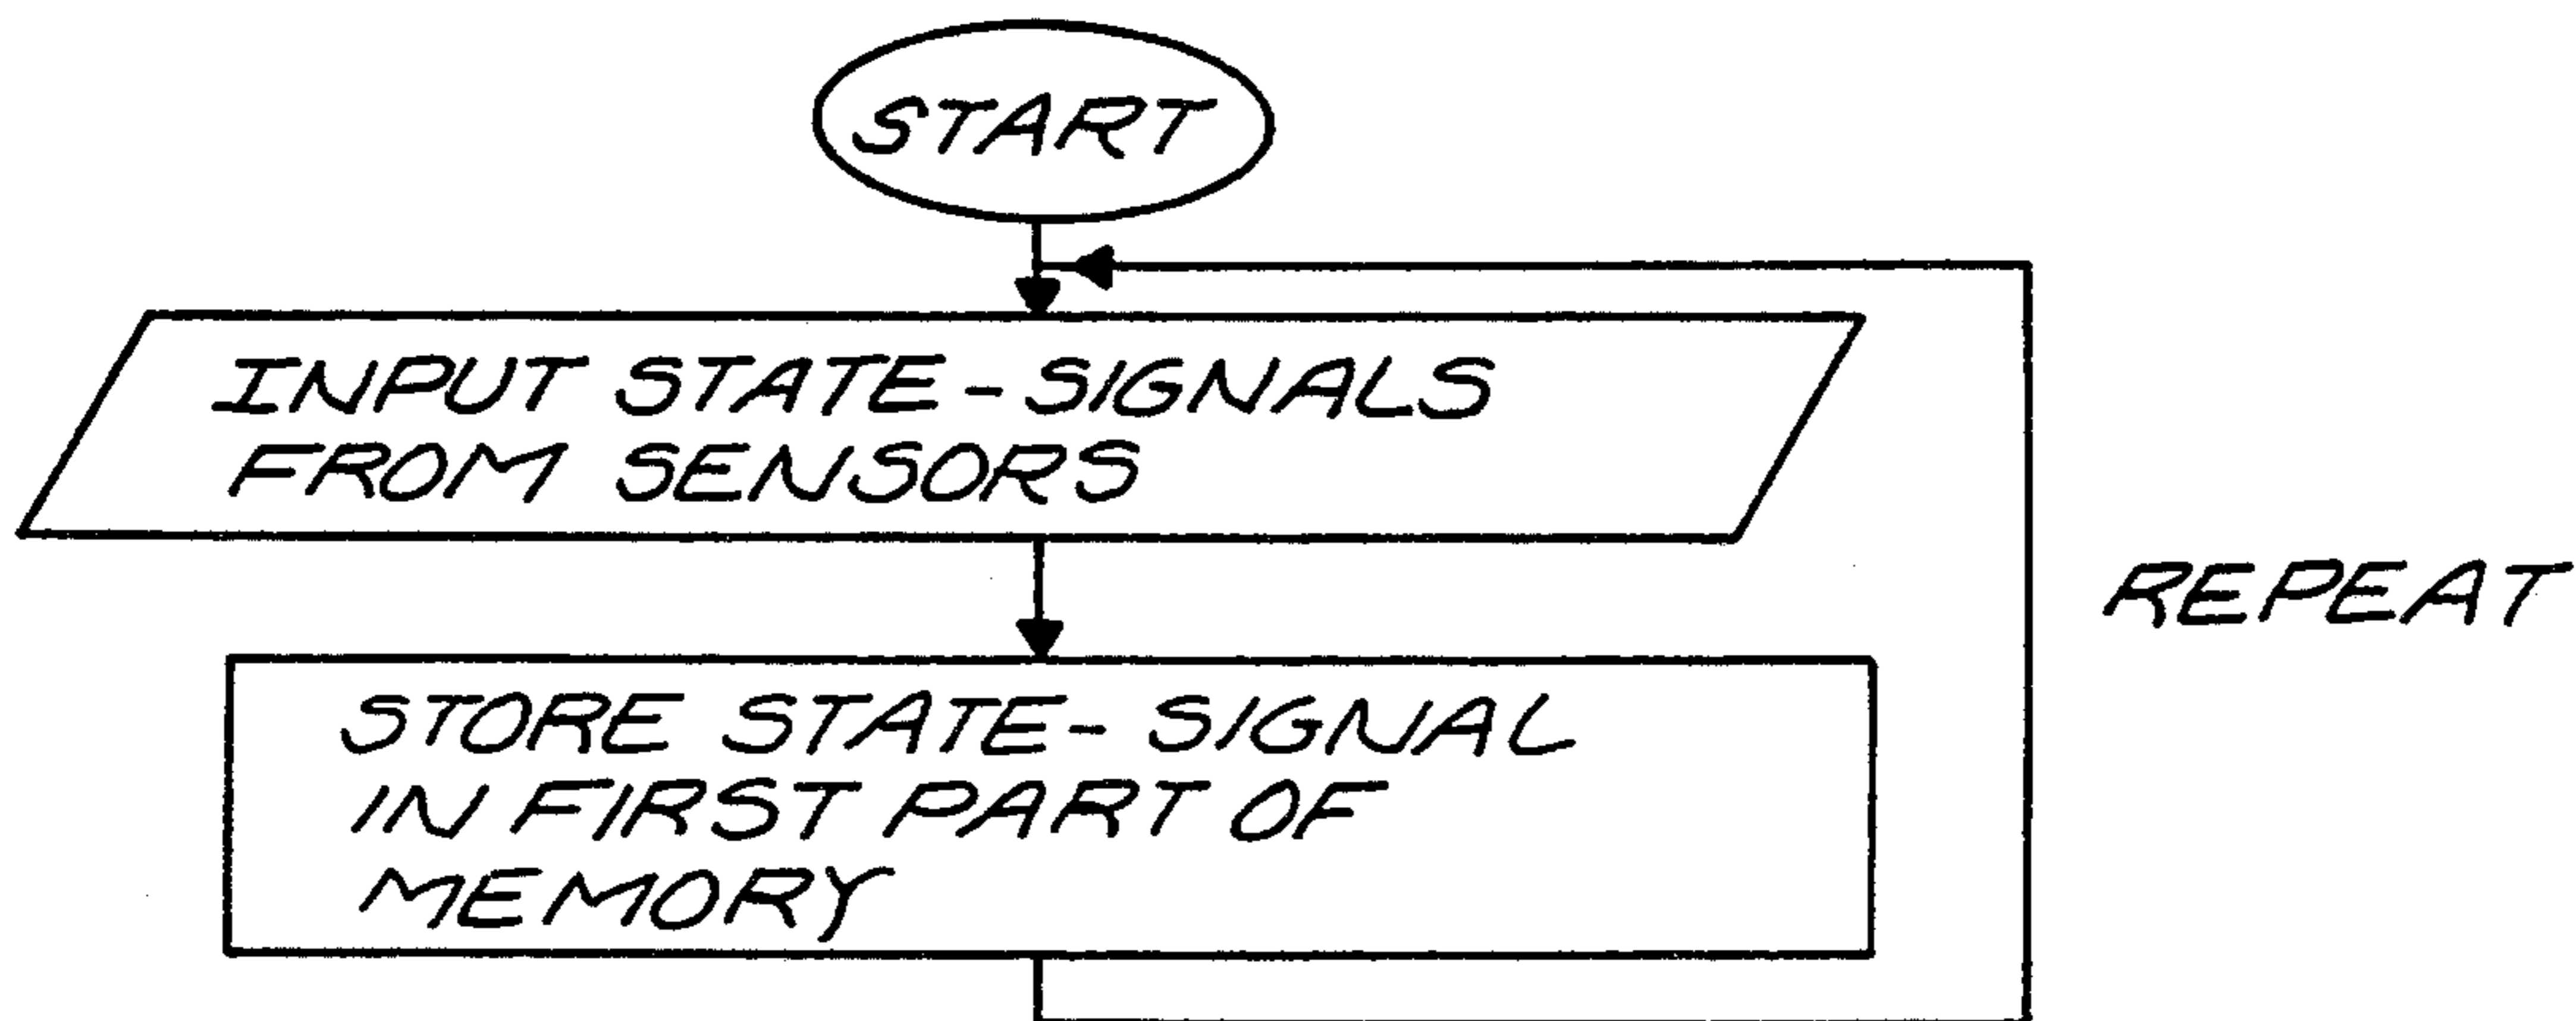 START
INPUT STATE-SIGNALS
FROM SENSORS
REPEAT
STORE STATE-SIGNAL
IN FIRST PART OF
MEMORY